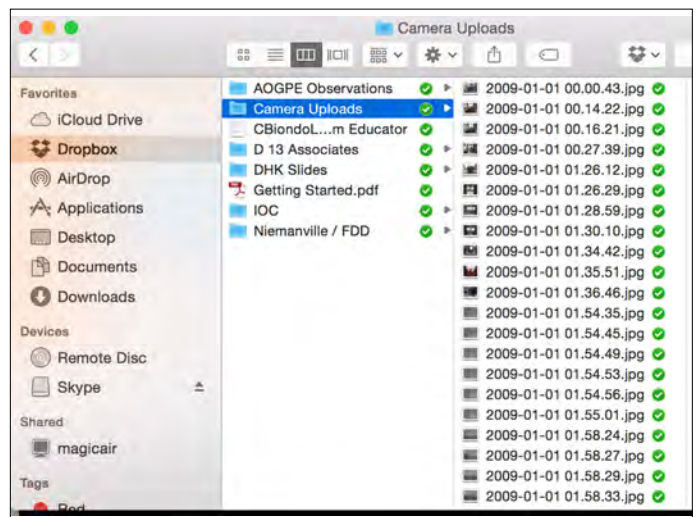 Camera Uploads
Favorites
iCloud Drive
Dropbox
AirDrop
Applications
Desktop
Documents
Downloads
Devices
Remote Disc
Skype
Shared
magicair
Tags
Red
AOGPE Observations
Camera Uploads
CBiondoL...m Educator
D 13 Associates
DHK Slides
Getting Started.pdf
IOC
Niemanville / FDD
2009-01-01 00.00.43.jpg
2009-01-01 00.14.22.jpg
2009-01-01 00.16.21.jpg
2009-01-01 00.27.39.jpg
2009-01-01 01.26.12.jpg
2009-01-01 01.26.29.jpg
2009-01-01 01.28.59.jpg
2009-01-01 01.30.10.jpg
2009-01-01 01.34.42.jpg
2009-01-01 01.35.51.jpg
2009-01-01 01.36.46.jpg
2009-01-01 01.54.35.jpg
2009-01-01 01.54.45.jpg
2009-01-01 01.54.49.jpg
2009-01-01 01.54.53.jpg
2009-01-01 01.54.56.jpg
2009-01-01 01.55.01.jpg
2009-01-01 01.58.24.jpg
2009-01-01 01.58.27.jpg
2009-01-01 01.58.29.jpg
2009-01-01 01.58.33.jpg